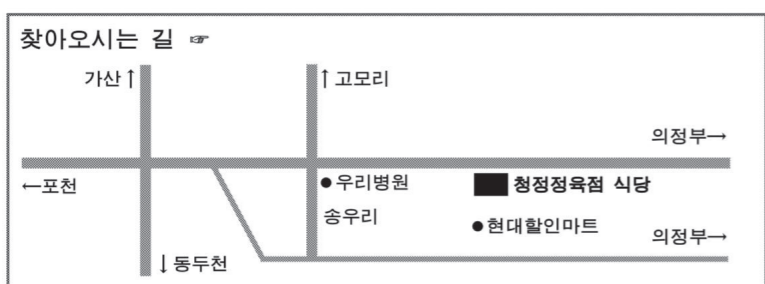 찾아오시는 길 ☞
가산↑
↑고모리
의정부→
←포천
●우리병원
청정정육점 식당
송우리
●현대할인마트
의정부→
↓동두천